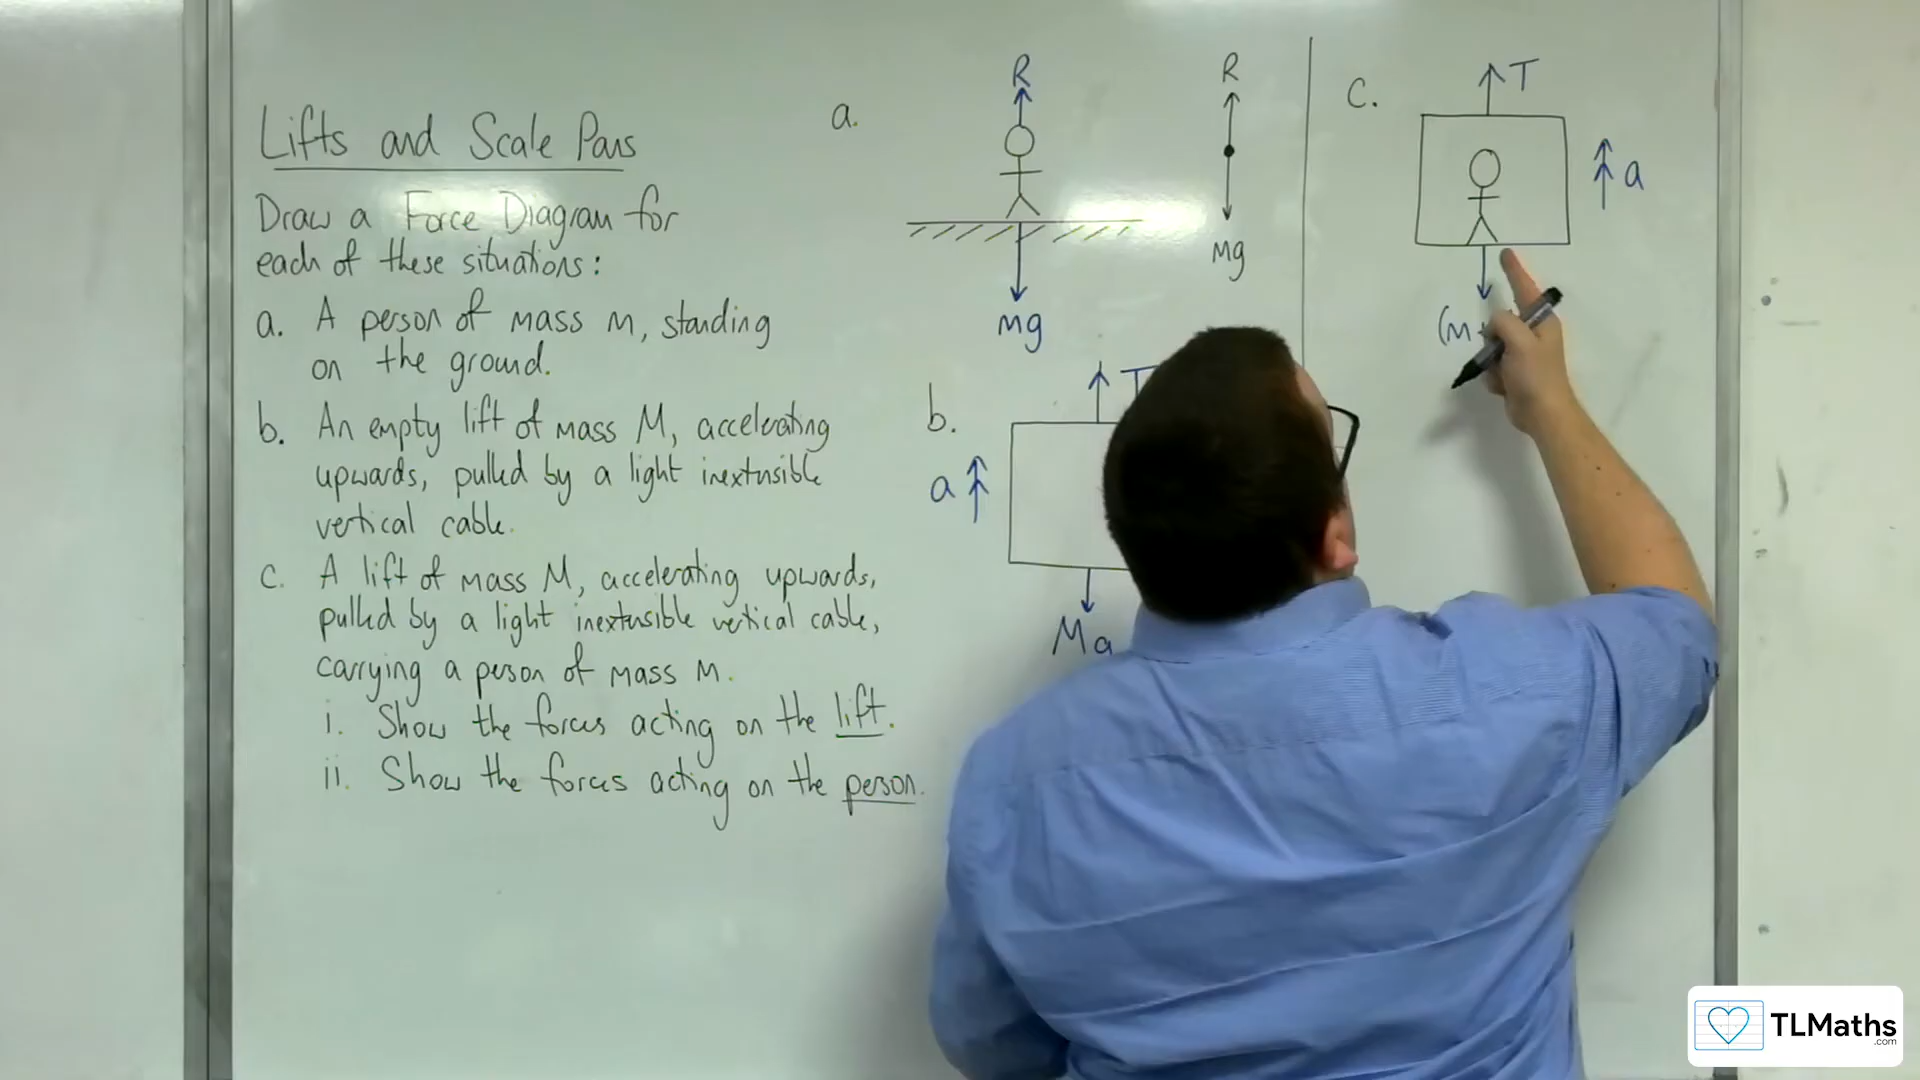 Lifts and Scale Pans
Draw a Force Diagram for
each of these situations:
a. A person of mass m, standing
on the ground.
b. An empty lift of mass M, accelerating
upwards, pulled by a light inextensible
vertical cable.
c. A lift of mass M, accelerating upwards,
pulled by a light inextensible vertical cable,
carrying a person of mass m.
i. Show the forces acting on the lift.
ii. Show the forces acting on the person.
a.
R
mg
R
mg
b.
T
a
Mg
c.
T
a
(m
TLMaths
.com